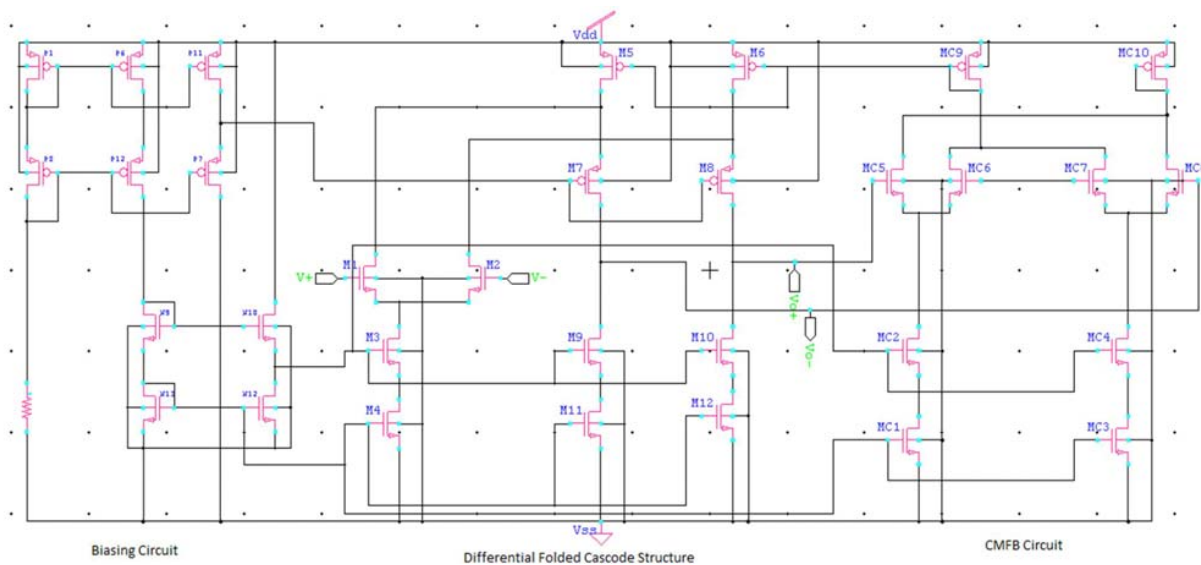 Vdd
P1
P6
P11
M5
M6
MC9
MC10
P12
P7
M7
M8
MC5
MC6
MC7
V+
M1
M2
V-
Vo+
Vo-
M3
M9
M10
MC2
MC4
M4
M11
M12
MC1
MC3
Vss
Biasing Circuit
Differential Folded Cascode Structure
CMFB Circuit